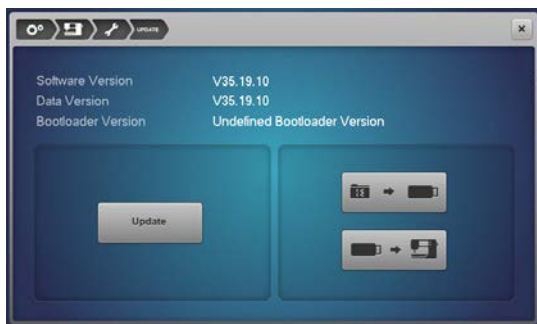 UPDATE
Software Version V35.19.10
Data Version V35.19.10
Bootloader Version Undefined Bootloader Version
Update